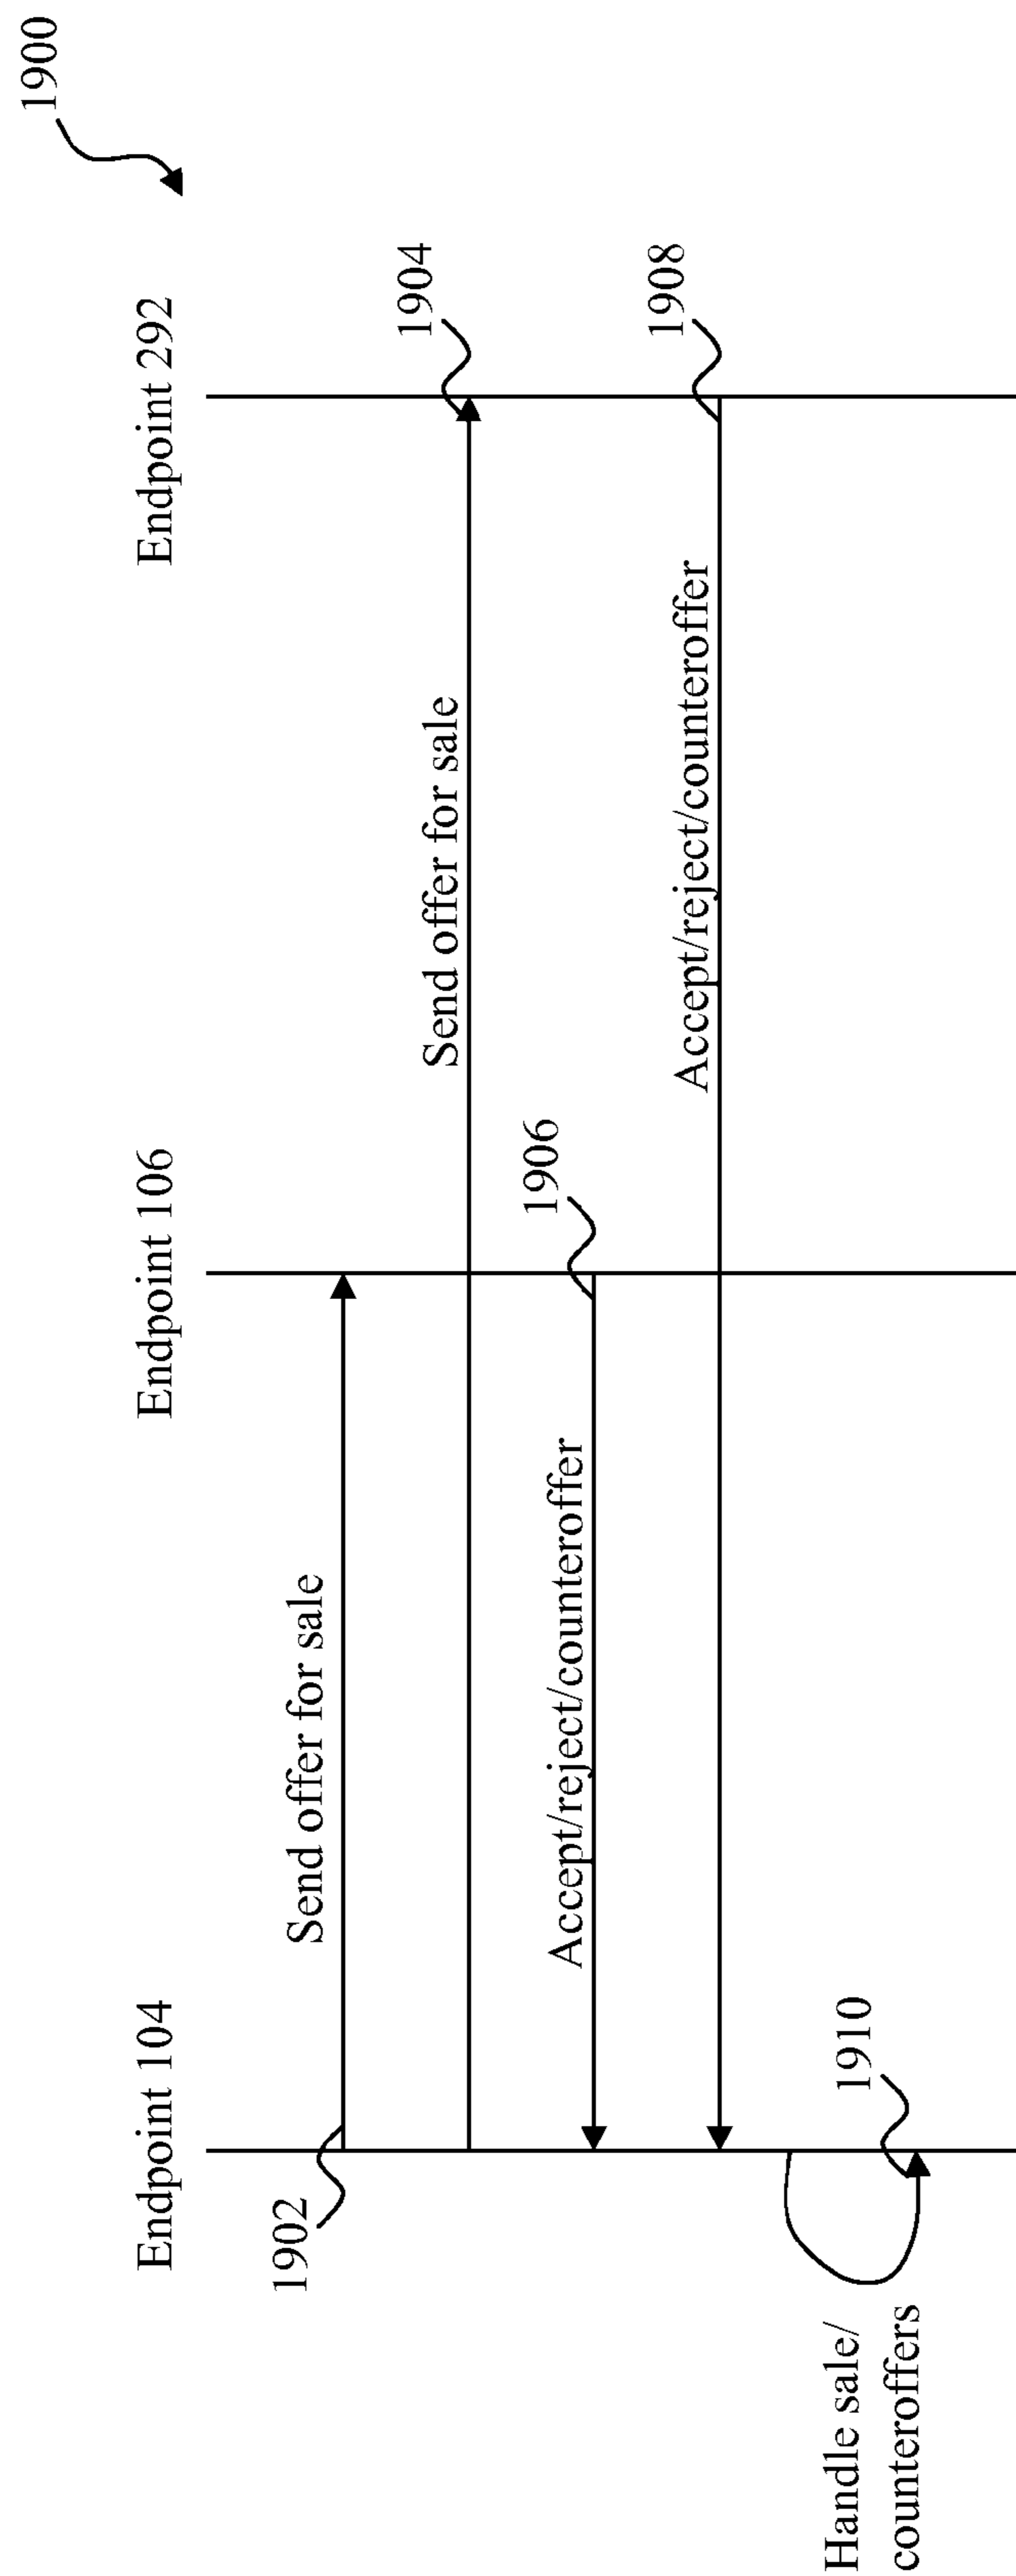 1900
Endpoint 104
Endpoint 106
Endpoint 292
1902
Send offer for sale
Send offer for sale
1904
Accept/reject/counteroffer
1906
Accept/reject/counteroffer
1908
Handle sale/
counteroffers
1910